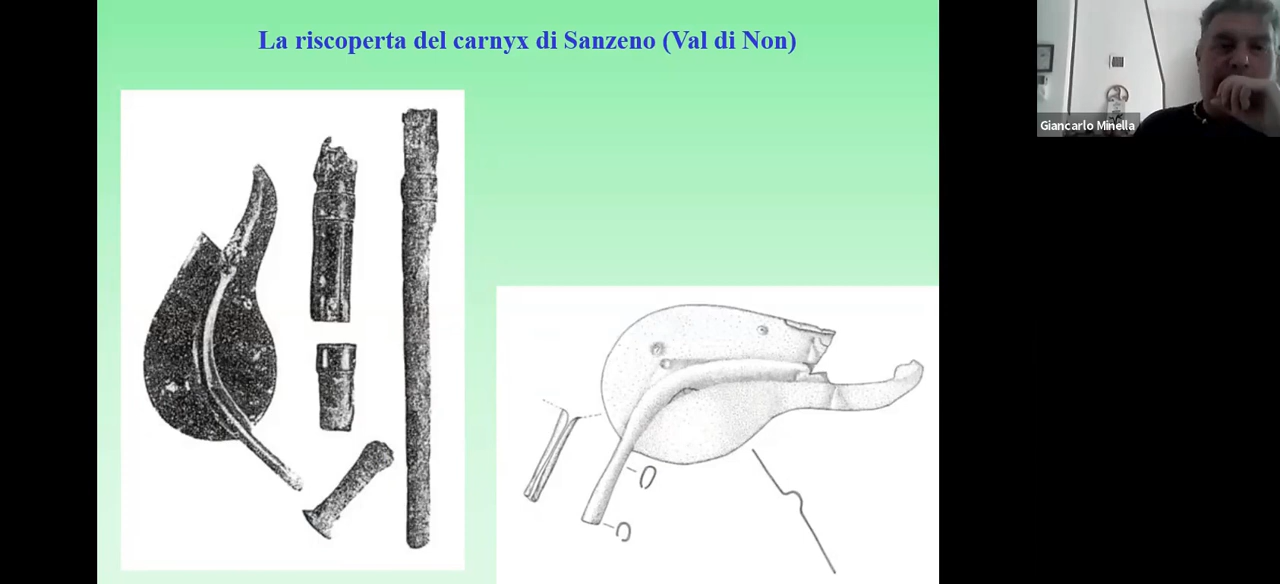 La riscoperta del carnyx di Sanzeno (Val di Non)
Giancarlo Minella